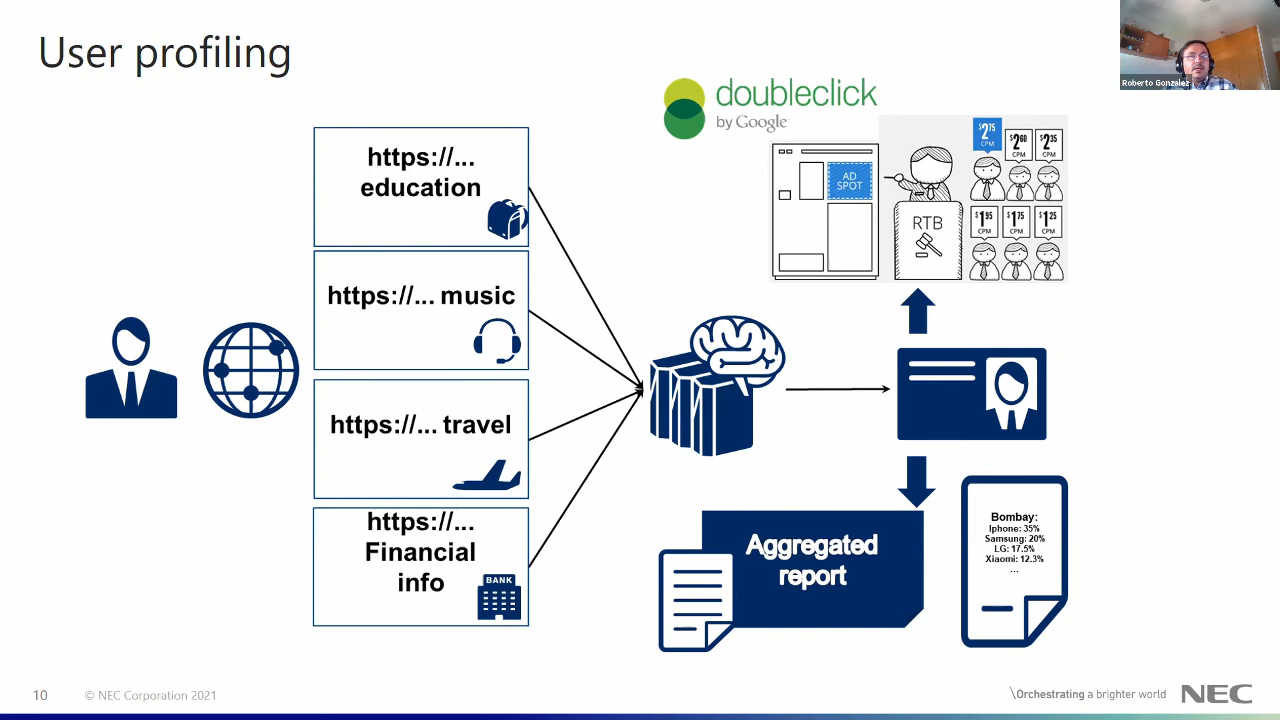 User profiling
Roberto Gonzalez
doubleclick
by Google
https://...
education
https://... music
https://... travel
https://...
Financial
info
BANK
AD
SPOT
RTB
$2.75
CPM
$2.60
CPM
$2.35
CPM
$1.95
CPM
$1.75
CPM
$1.25
CPM
Aggregated
report
Bombay:
Iphone: 35%
Samsung: 20%
LG: 17.5%
Xiaomi: 12.3%
...
10
© NEC Corporation 2021
\Orchestrating a brighter world
NEC